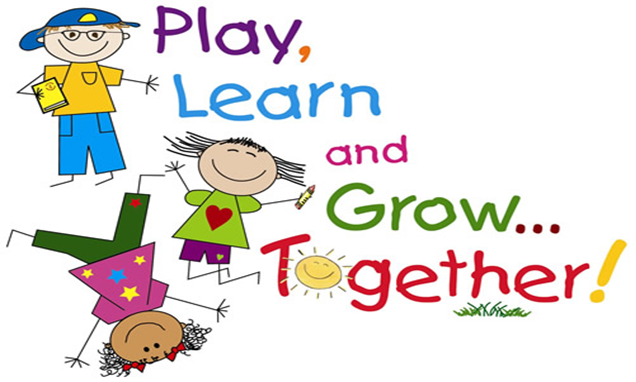 Play,
Learn
and
Grow...
Together!